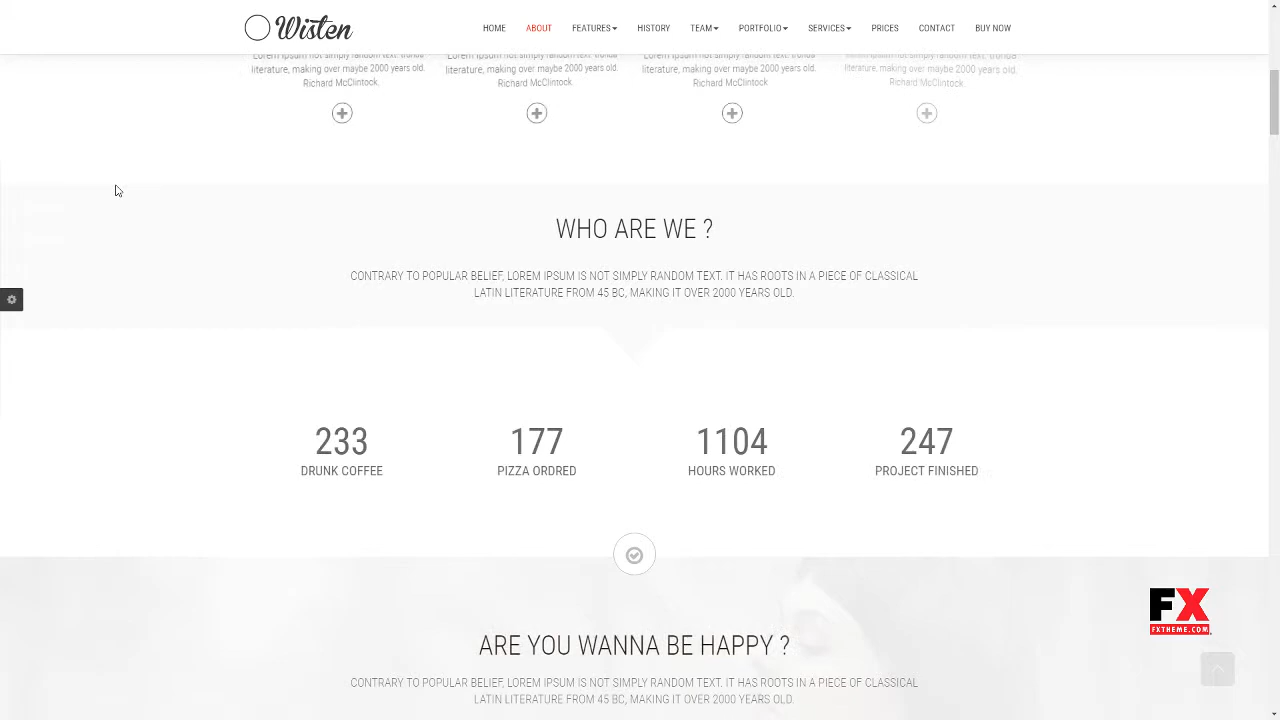 Wisten
HOME ABOUT FEATURES HISTORY TEAM PORTFOLIO SERVICES PRICES CONTACT BUY NOW
literature, making over maybe 2000 years old. literature, making over maybe 2000 years old. literature, making over maybe 2000 years old. literature, making over maybe 2000 years old.
Richard McClintock. Richard McClintock. Richard McClintock Richard McClintock.
WHO ARE WE ?
CONTRARY TO POPULAR BELIEF, LOREM IPSUM IS NOT SIMPLY RANDOM TEXT. IT HAS ROOTS IN A PIECE OF CLASSICAL
LATIN LITERATURE FROM 45 BC, MAKING IT OVER 2000 YEARS OLD.
233 177 1104 247
DRUNK COFFEE PIZZA ORDRED HOURS WORKED PROJECT FINISHED
ARE YOU WANNA BE HAPPY ?
CONTRARY TO POPULAR BELIEF, LOREM IPSUM IS NOT SIMPLY RANDOM TEXT. IT HAS ROOTS IN A PIECE OF CLASSICAL
LATIN LITERATURE FROM 45 BC, MAKING IT OVER 2000 YEARS OLD.
FX
FXTHEME.COM